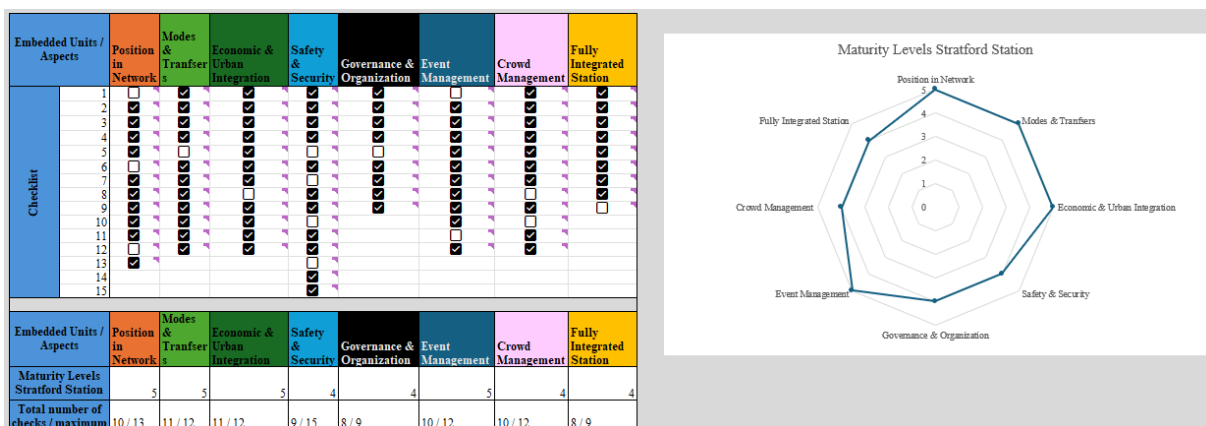 Embedded Units /
Aspects
Position
in
Network
Modes
&
Tranfser
s
Economic &
Urban
Integration
Safety
&
Security
Governance &
Organization
Event
Management
Crowd
Management
Fully
Integrated
Station
Checklist
1
2
3
4
5
6
7
8
9
10
11
12
13
14
15
Embedded Units /
Aspects
Position
in
Network
Modes
&
Tranfser
s
Economic &
Urban
Integration
Safety
&
Security
Governance &
Organization
Event
Management
Crowd
Management
Fully
Integrated
Station
Maturity Levels
Stratford Station
5 5 5 4 4 5 4 4
Total number of
checks / maximum
10 / 13 11 / 12 11 / 12 9 / 15 8 / 9 10 / 12 10 / 12 8 / 9
Maturity Levels Stratford Station
Position in Network
5
Fully Integrated Station
Modes & Tranfsers
4
3
2
1
0
Crowd Management
Economic & Urban Integration
Event Management
Safety & Security
Governance & Organization